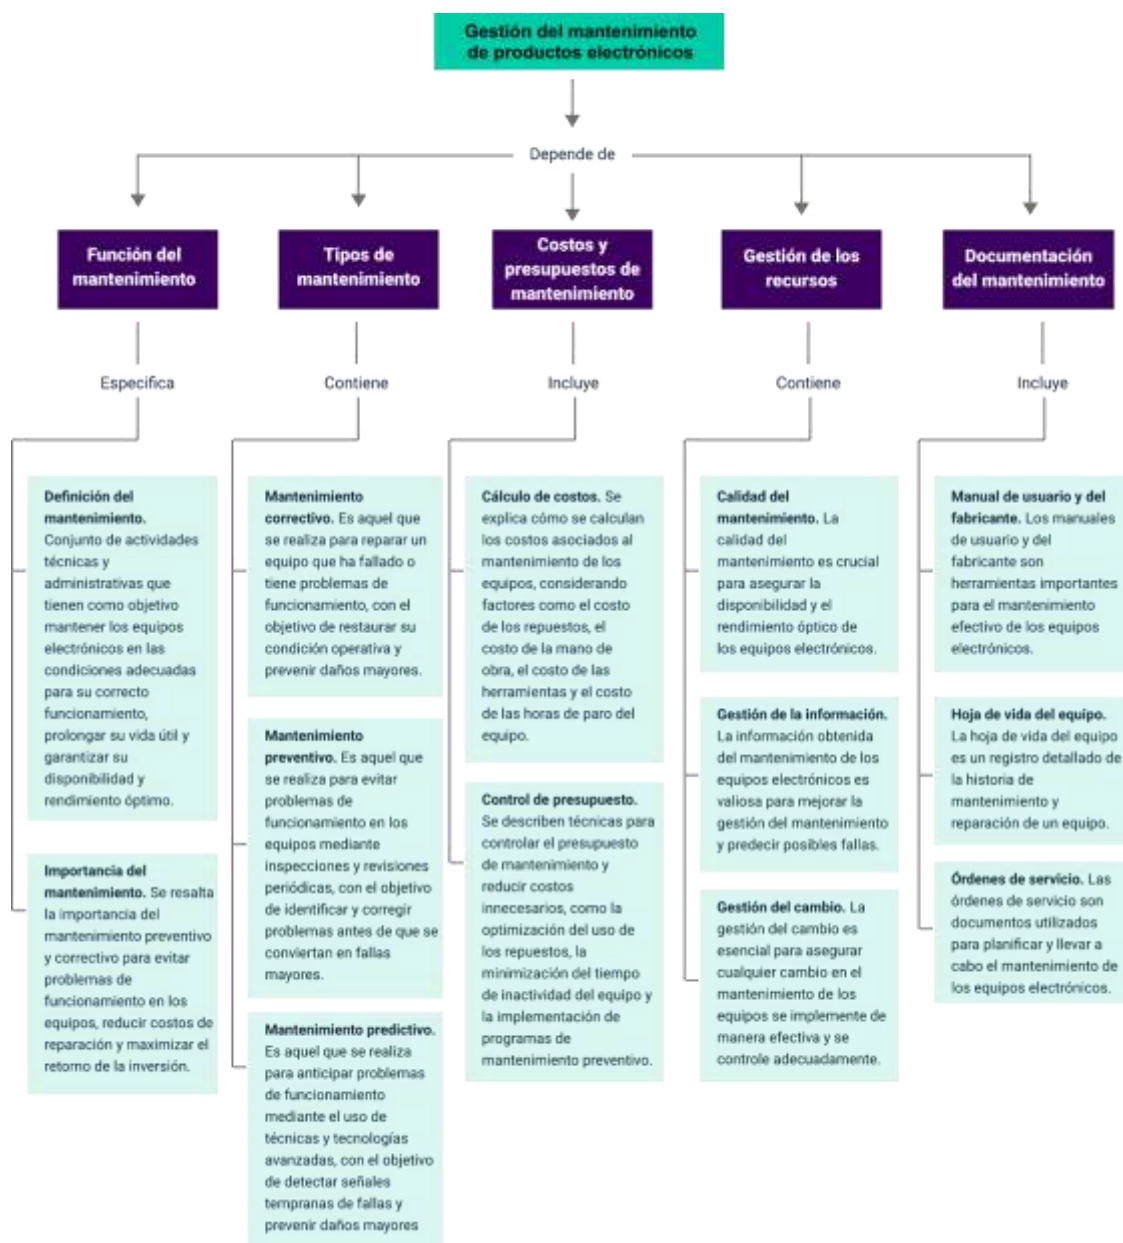 Gestión del mantenimiento
de productos electrónicos
Depende de
Función del
mantenimiento
Tipos de
mantenimiento
Costos y
presupuestos de
mantenimiento
Gestión de los
recursos
Documentación
del mantenimiento
Especifica
Contiene
Incluye
Contiene
Incluye
Definición del
mantenimiento.
Conjunto de actividades
técnicas y
administrativas que
tienen como objetivo
mantener los equipos
electrónicos en las
condiciones adecuadas
para su correcto
funcionamiento,
prolongar su vida útil y
garantizar su
disponibilidad y
rendimiento óptimo.
Importancia del
mantenimiento. Se resalta
la importancia del
mantenimiento preventivo
y correctivo para evitar
problemas de
funcionamiento en los
equipos, reducir costos de
reparación y maximizar el
retorno de la inversión.
Mantenimiento
correctivo. Es aquel que
se realiza para reparar un
equipo que ha fallado o
tiene problemas de
funcionamiento, con el
objetivo de restaurar su
condición operativa y
prevenir daños mayores.
Mantenimiento
preventivo. Es aquel que
se realiza para evitar
problemas de
funcionamiento en los
equipos mediante
inspecciones y revisiones
periódicas, con el objetivo
de identificar y corregir
problemas antes de que se
conviertan en fallas
mayores.
Mantenimiento predictivo.
Es aquel que se realiza
para anticipar problemas
de funcionamiento
mediante el uso de
técnicas y tecnologías
avanzadas, con el objetivo
de detectar señales
tempranas de fallas y
prevenir daños mayores
Cálculo de costos. Se
explica cómo se calculan
los costos asociados al
mantenimiento de los
equipos, considerando
factores como el costo
de los repuestos, el
costo de la mano de
obra, el costo de las
herramientas y el costo
de las horas de paro del
equipo.
Control de presupuesto.
Se describen técnicas para
controlar el presupuesto
de mantenimiento y
reducir costos
innecesarios, como la
optimización del uso de
los repuestos, la
minimización del tiempo
de inactividad del equipo y
la implementación de
programas de
mantenimiento preventivo.
Calidad del
mantenimiento. La
calidad del
mantenimiento es crucial
para asegurar la
disponibilidad y el
rendimiento óptico de
los equipos electrónicos.
Gestión de la información.
La información obtenida
del mantenimiento de los
equipos electrónicos es
valiosa para mejorar la
gestión del mantenimiento
y predecir posibles fallas.
Gestión del cambio. La
gestión del cambio es
esencial para asegurar
cualquier cambio en el
mantenimiento de los
equipos se implemente de
manera efectiva y se
controle adecuadamente.
Manual de usuario y del
fabricante. Los manuales
de usuario y del
fabricante son
herramientas importantes
para el mantenimiento
efectivo de los equipos
electrónicos.
Hoja de vida del equipo.
La hoja de vida del equipo
es un registro detallado de
la historia de
mantenimiento y
reparación de un equipo.
Órdenes de servicio. Las
órdenes de servicio son
documentos utilizados
para planificar y llevar a
cabo el mantenimiento de
los equipos electrónicos.